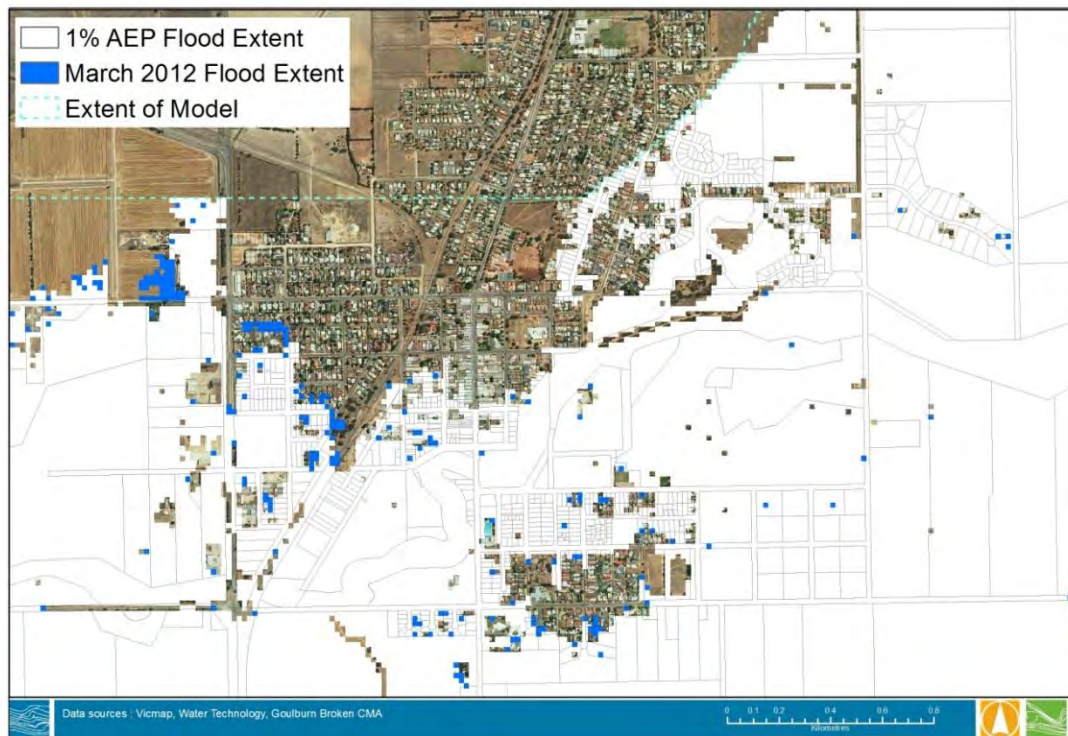 1% AEP Flood Extent
March 2012 Flood Extent
Extent of Model
Data sources : Vicmap, Water Technology, Goulburn Broken CMA
0 0.1 0.2 0.4 0.6 0.8
Kilometres